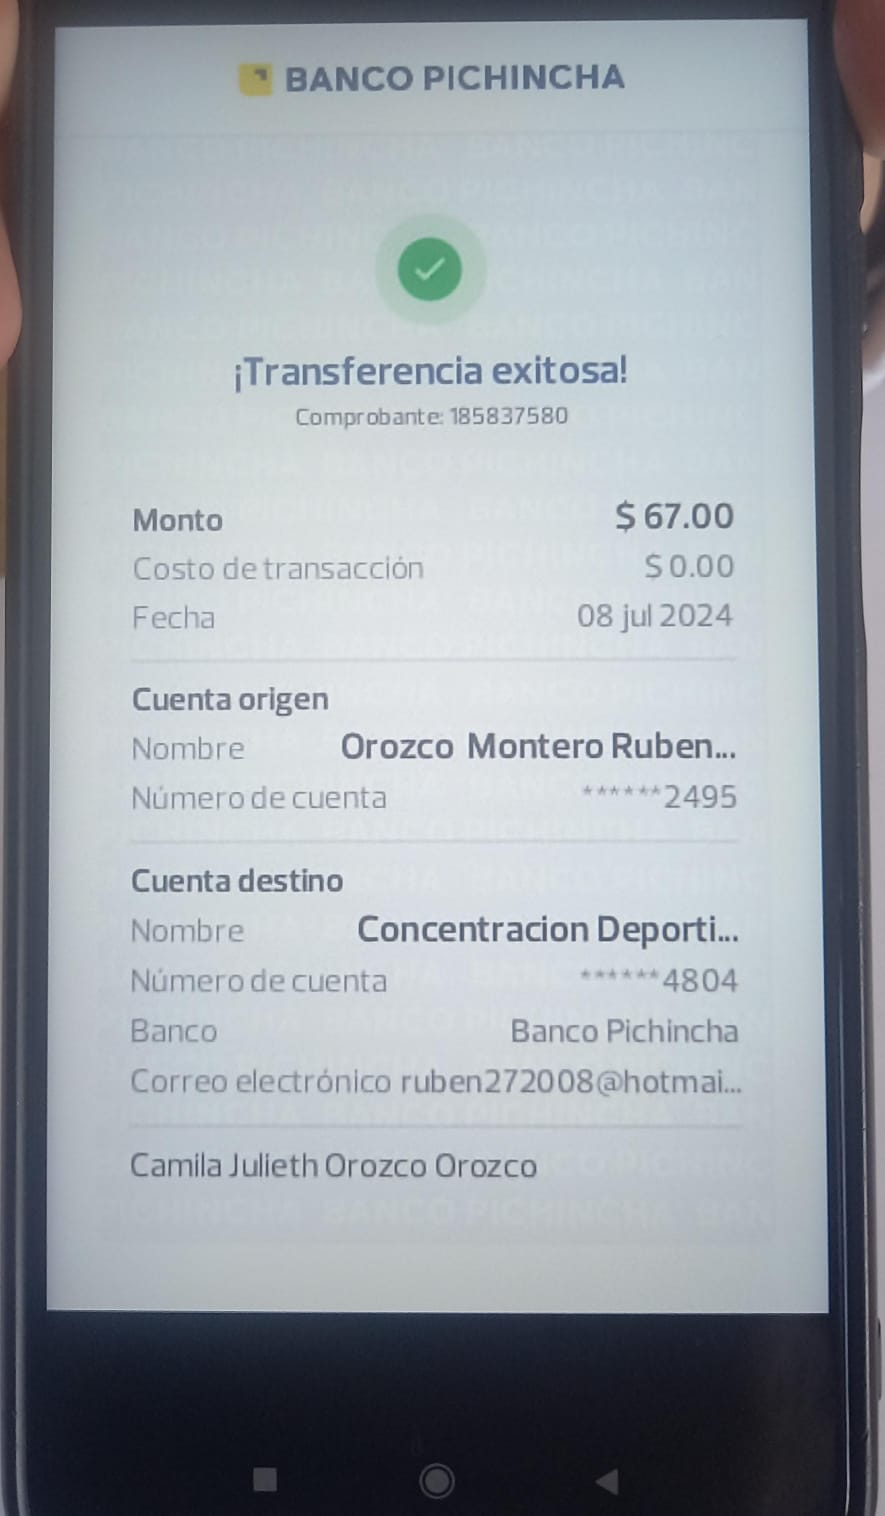 BANCO PICHINCHA
¡Transferencia exitosa!
Comprobante: 185837580
Monto $ 67.00
Costo de transacción $ 0.00
Fecha 08 jul 2024
Cuenta origen
Nombre Orozco Montero Ruben...
Número de cuenta ******2495
Cuenta destino
Nombre Concentracion Deporti...
Número de cuenta ******4804
Banco Banco Pichincha
Correo electrónico ruben272008@hotmai...
Camila Julieth Orozco Orozco